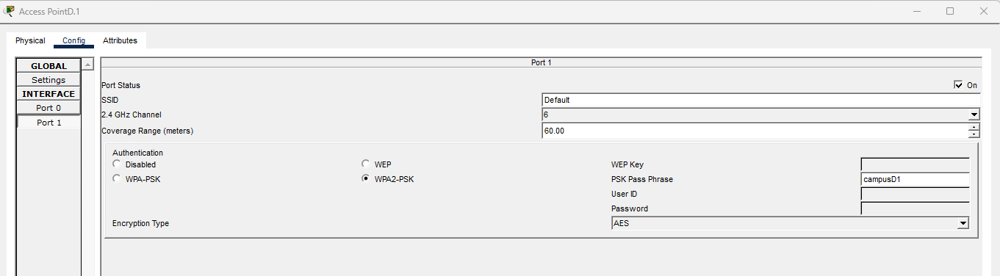 Access PointD.1
Physical Config Attributes
GLOBAL
Settings
INTERFACE
Port 0
Port 1
Port 1
Port Status On
SSID Default
2.4 GHz Channel 6
Coverage Range (meters) 60.00
Authentication
Disabled WEP WEP Key
WPA-PSK WPA2-PSK PSK Pass Phrase campusD1
User ID
Password
Encryption Type AES